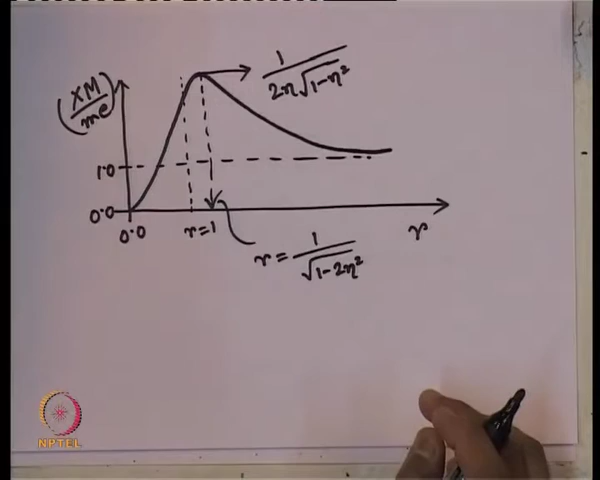 (XM/me)
1/2η√1-η²
1.0
0.0
0.0
r=1
r
r = 1/√1-2η²
NPTEL